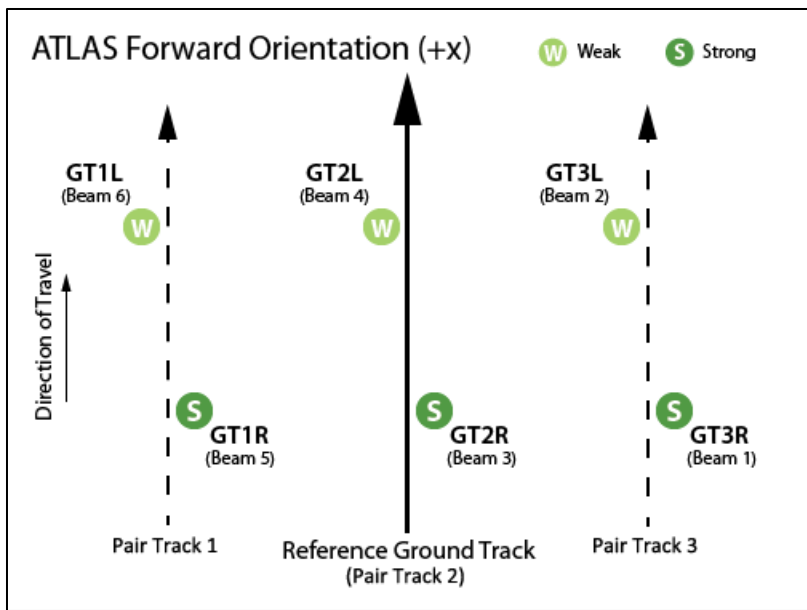 ATLAS Forward Orientation (+x)
W Weak
S Strong
GT1L
(Beam 6)
W
GT2L
(Beam 4)
W
GT3L
(Beam 2)
W
Direction of Travel
S
GT1R
(Beam 5)
S
GT2R
(Beam 3)
S
GT3R
(Beam 1)
Pair Track 1
Reference Ground Track
(Pair Track 2)
Pair Track 3